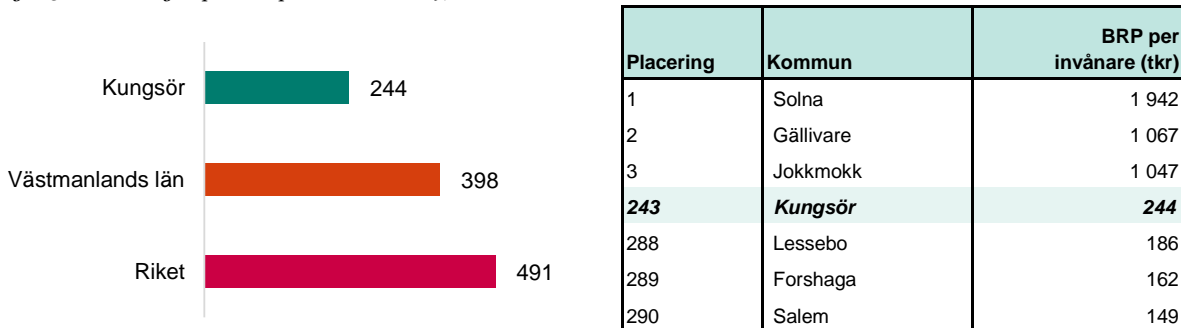 Kungsör 244
Västmanlands län 398
Riket 491
Placering Kommun BRP per invånare (tkr)
1 Solna 1 942
2 Gällivare 1 067
3 Jokkmokk 1 047
243 Kungsör 244
288 Lessebo 186
289 Forshaga 162
290 Salem 149